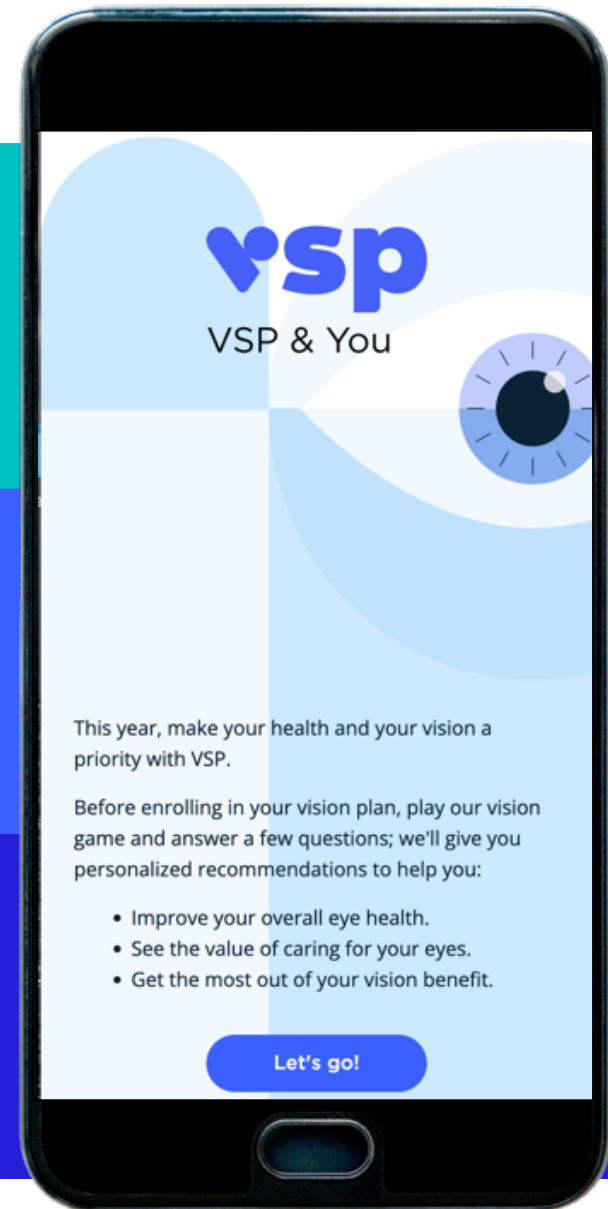 vsp
VSP & You
This year, make your health and your vision a
priority with VSP.
Before enrolling in your vision plan, play our vision
game and answer a few questions; we'll give you
personalized recommendations to help you:
• Improve your overall eye health.
• See the value of caring for your eyes.
• Get the most out of your vision benefit.
Let's go!